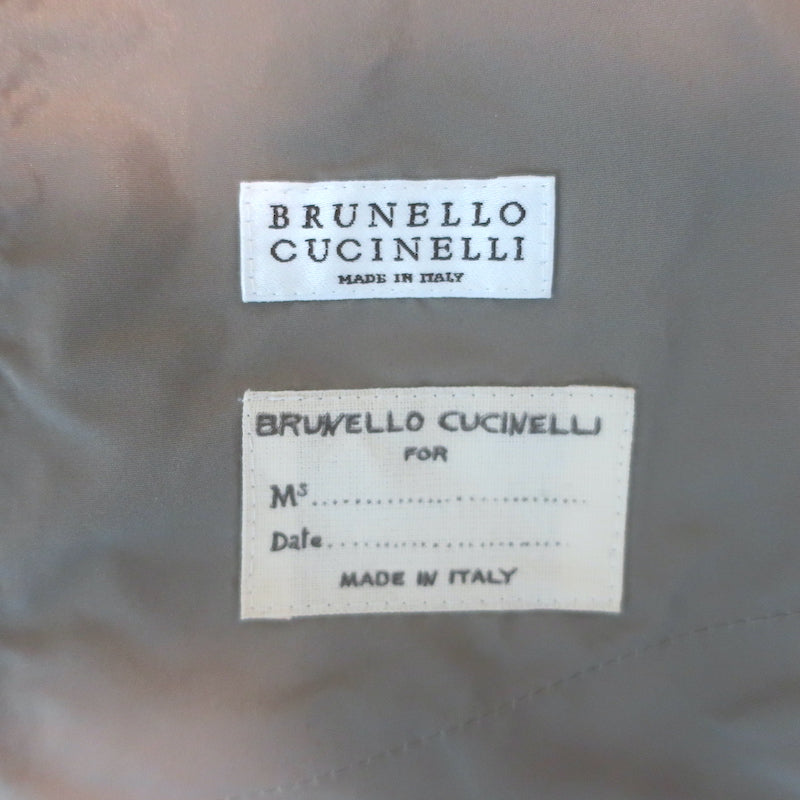 BRUNELLO
CUCINELLI
MADE IN ITALY
BRUNELLO CUCINELLI
FOR
Ms..............................
Date..........................
MADE IN ITALY